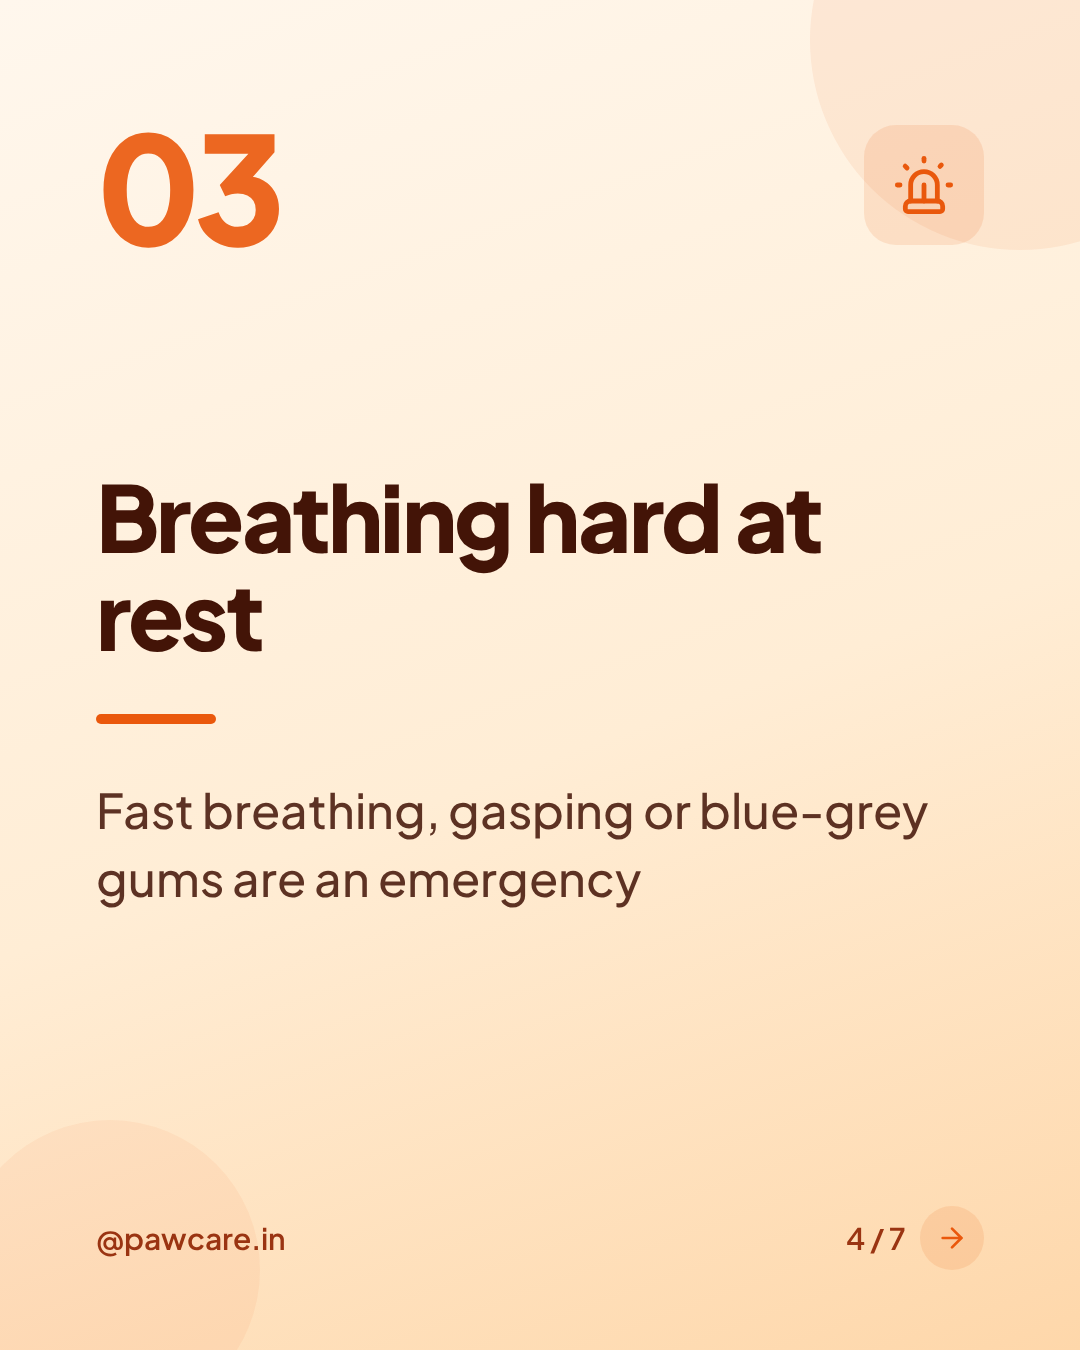 03
Breathing hard at
rest
Fast breathing, gasping or blue-grey
gums are an emergency
@pawcare.in
4 / 7